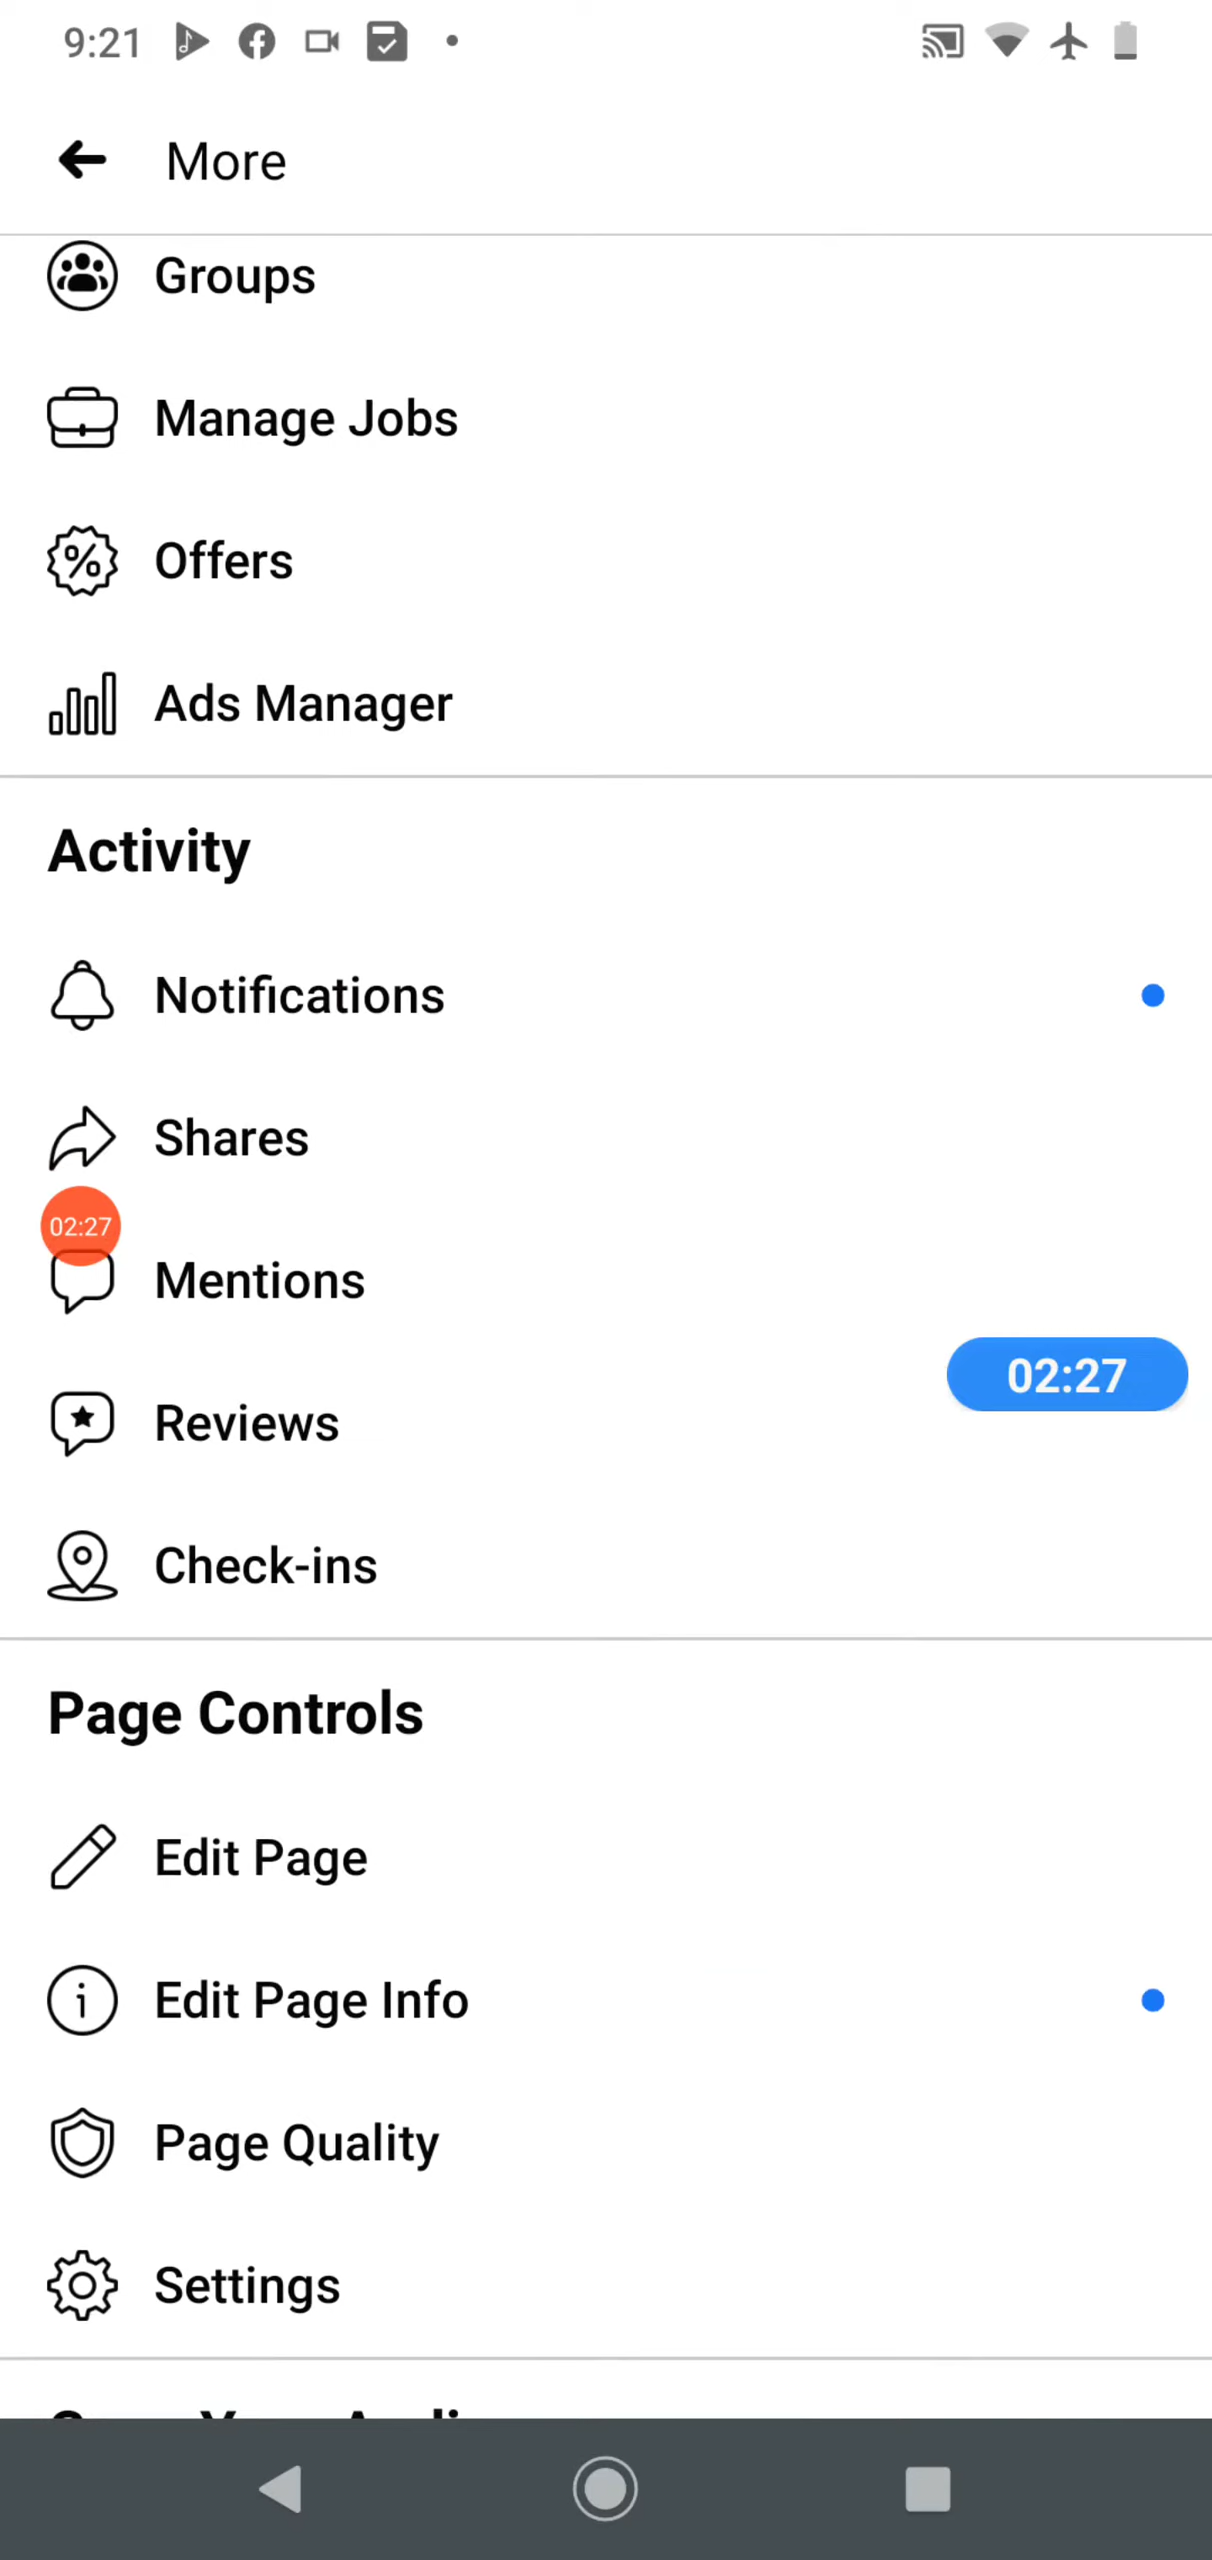 9:21
More
Groups
Manage Jobs
Offers
Ads Manager
Activity
Notifications
Shares
02:27
Mentions
02:27
Reviews
Check-ins
Page Controls
Edit Page
Edit Page Info
Page Quality
Settings